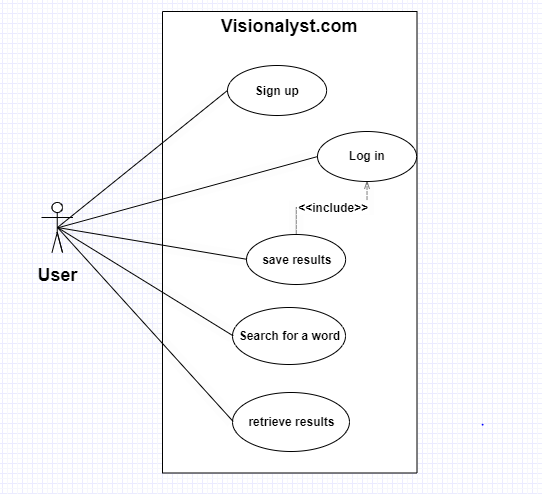 Visionalyst.com
Sign up
Log in
<<include>>
save results
User
Search for a word
retrieve results